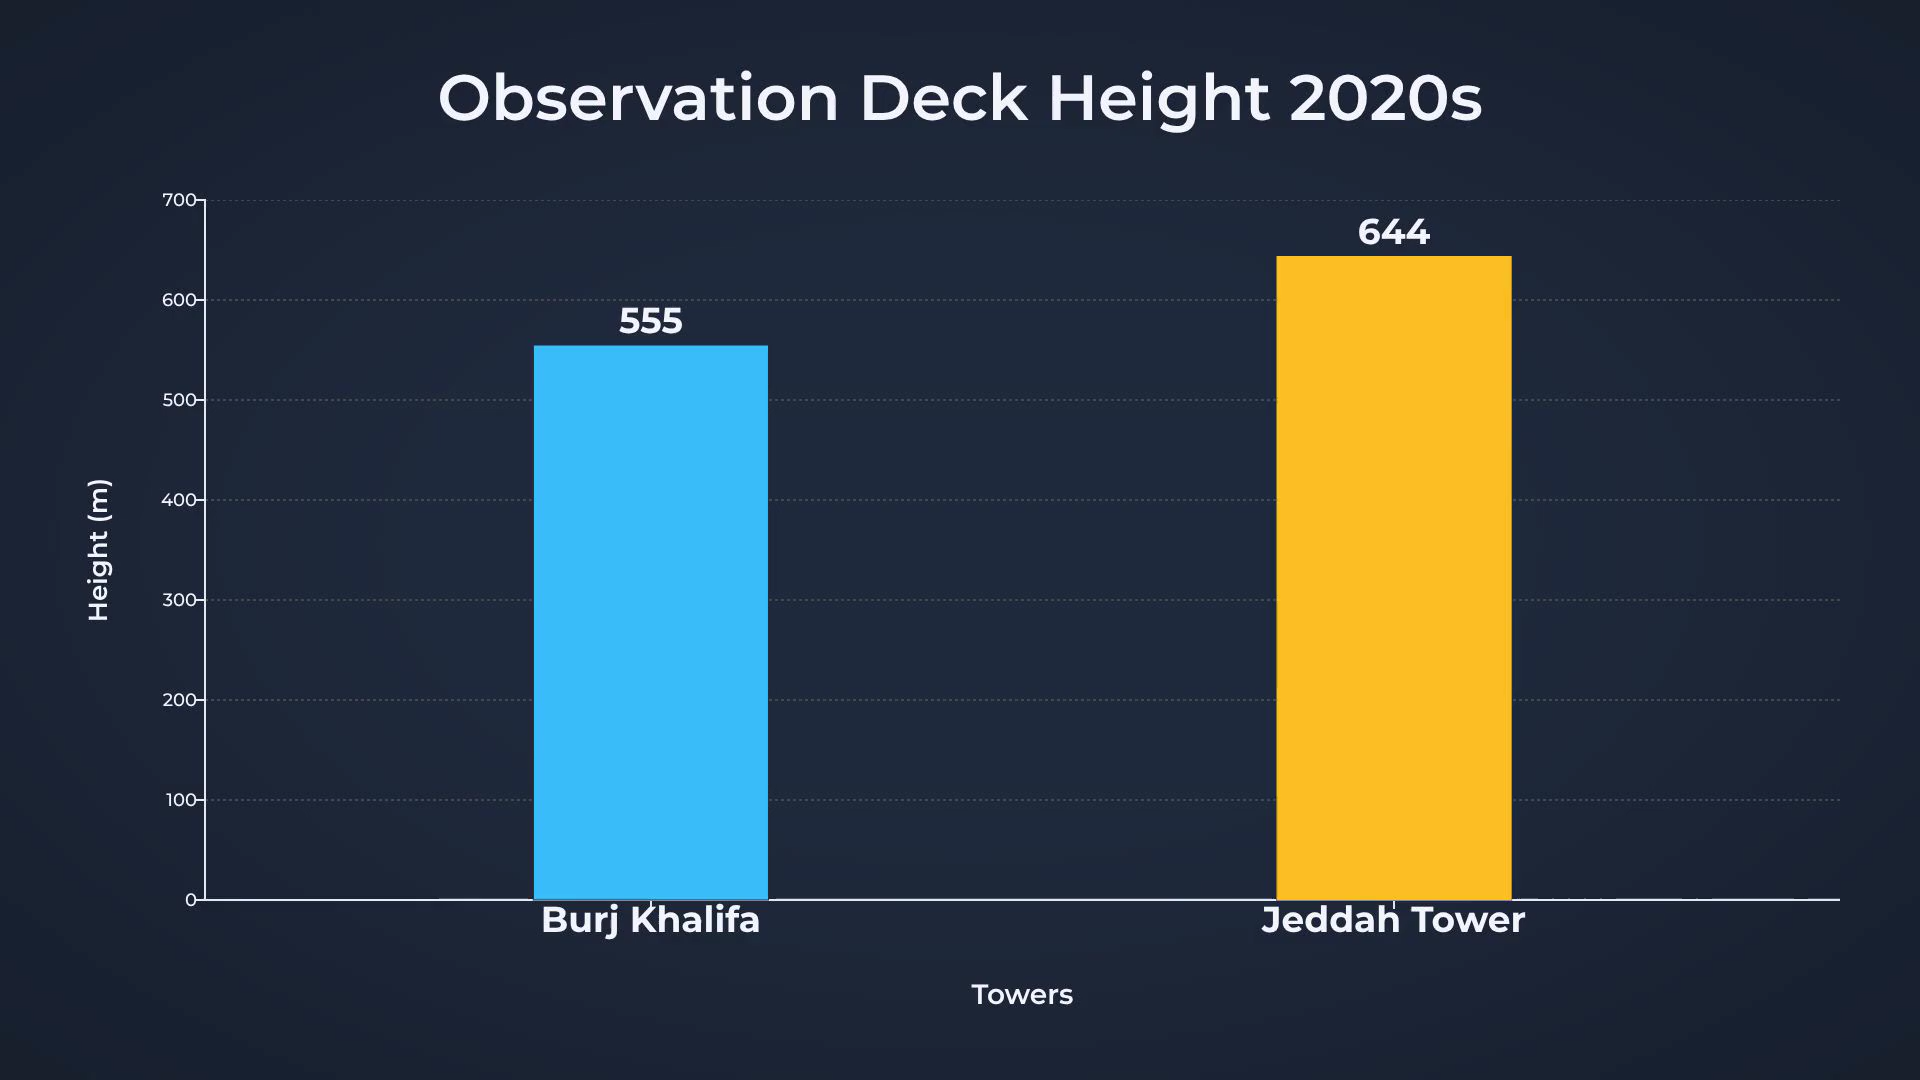 Observation Deck Height 2020s
700
600
500
400
300
200
100
0
Height (m)
555
644
Burj Khalifa
Jeddah Tower
Towers